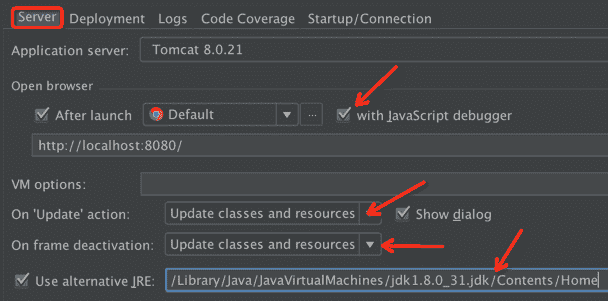 Server Deployment Logs Code Coverage Startup/Connection
Application server: Tomcat 8.0.21
Open browser
After launch Default ... with JavaScript debugger
http://localhost:8080/
VM options:
On 'Update' action: Update classes and resources Show dialog
On frame deactivation: Update classes and resources
Use alternative JRE: /Library/Java/JavaVirtualMachines/jdk1.8.0_31.jdk/Contents/Home